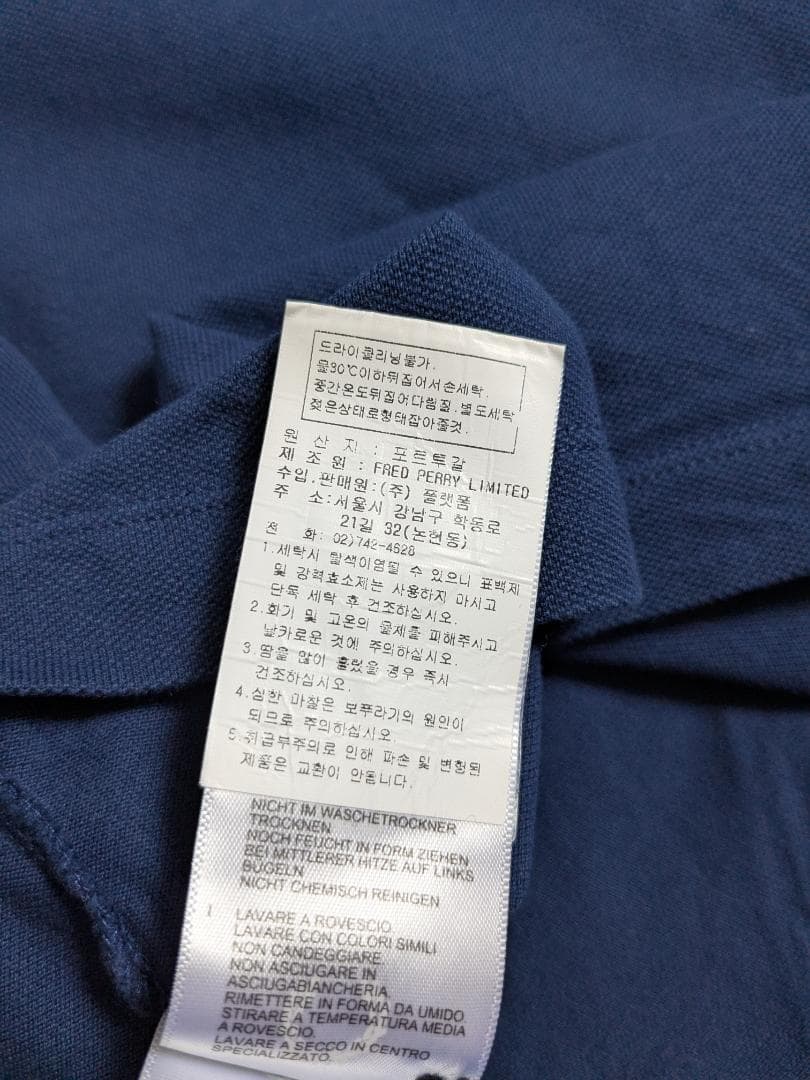 드라이클리닝불가.
물30℃이하뒤집어서손세탁.
중간온도뒤집어다림질.별도세탁
젖은상태로형태잡아줄것.
원 산 지 : 포르투갈
제 조 원 : FRED PERRY LIMITED
수입.판매원:(주) 플랫폼
주 소:서울시 강남구 학동로
21길 32(논현동)
전 화: 02)742-4628
1.세탁시 탈색이염될 수 있으니 표백제
및 강력효소제는 사용하지 마시고
단독 세탁 후 건조하십시오.
2.화기 및 고온의 물체를 피해주시고
날카로운 것에 주의하십시오.
3.땀을 많이 흘렸을 경우 즉시
건조하십시오.
4.심한 마찰은 보푸라기의 원인이
되므로 주의하십시오.
5.취급부주의로 인해 파손 및 변형된
제품은 교환이 안됩니다.
NICHT IM WASCHETROCKNER
TROCKNEN
NOCH FEUCHT IN FORM ZIEHEN
BEI MITTLERER HITZE AUF LINKS
BUGELN
NICHT CHEMISCH REINIGEN
I LAVARE A ROVESCIO
LAVARE CON COLORI SIMILI
NON CANDEGGIARE.
NON ASCIUGARE IN
ASCIUGABIANCHERIA.
RIMETTERE IN FORMA DA UMIDO.
STIRARE A TEMPERATURA MEDIA
A ROVESCIO.
LAVARE A SECCO IN CENTRO
SPECIALIZZATO.